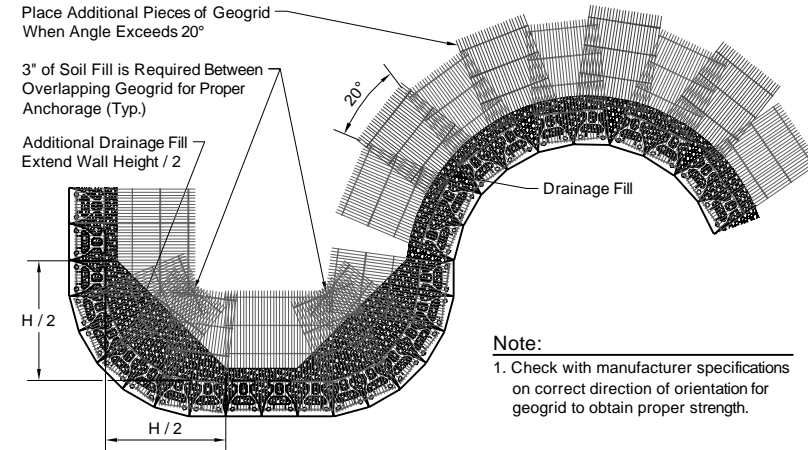 Place Additional Pieces of Geogrid
When Angle Exceeds 20°
3" of Soil Fill is Required Between
Overlapping Geogrid for Proper
Anchorage (Typ.)
Additional Drainage Fill
Extend Wall Height / 2
20°
Drainage Fill
H / 2
H / 2
Note:
1. Check with manufacturer specifications
on correct direction of orientation for
geogrid to obtain proper strength.